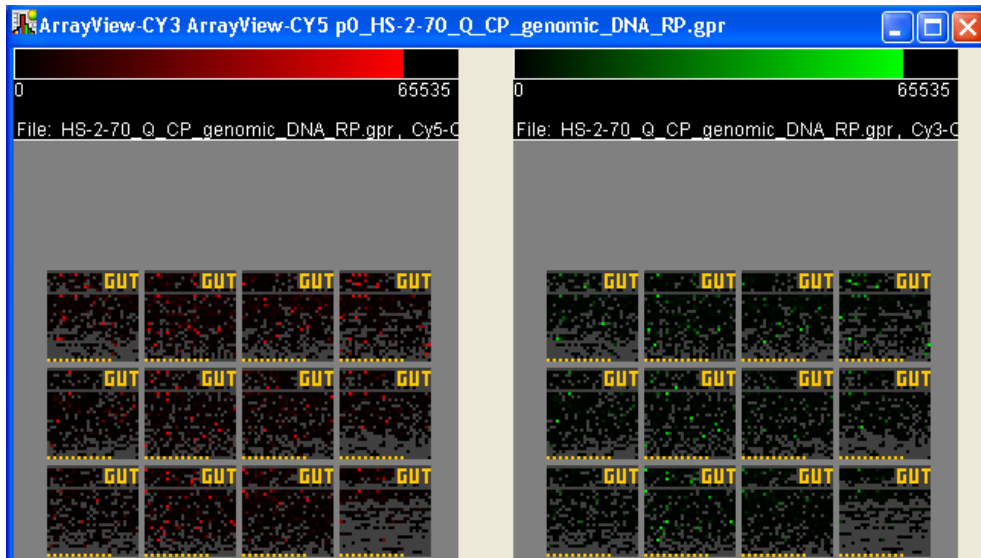 ArrayView-CY3 ArrayView-CY5 p0_HS-2-70_Q_CP_genomic_DNA_RP.gpr
0 65535
File: HS-2-70_Q_CP_genomic_DNA_RP.gpr, Cy5-C
0 65535
File: HS-2-70_Q_CP_genomic_DNA_RP.gpr, Cy3-C
GUT GUT GUT GUT
GUT GUT GUT GUT
GUT GUT GUT GUT
GUT GUT GUT GUT
GUT GUT GUT GUT
GUT GUT GUT GUT